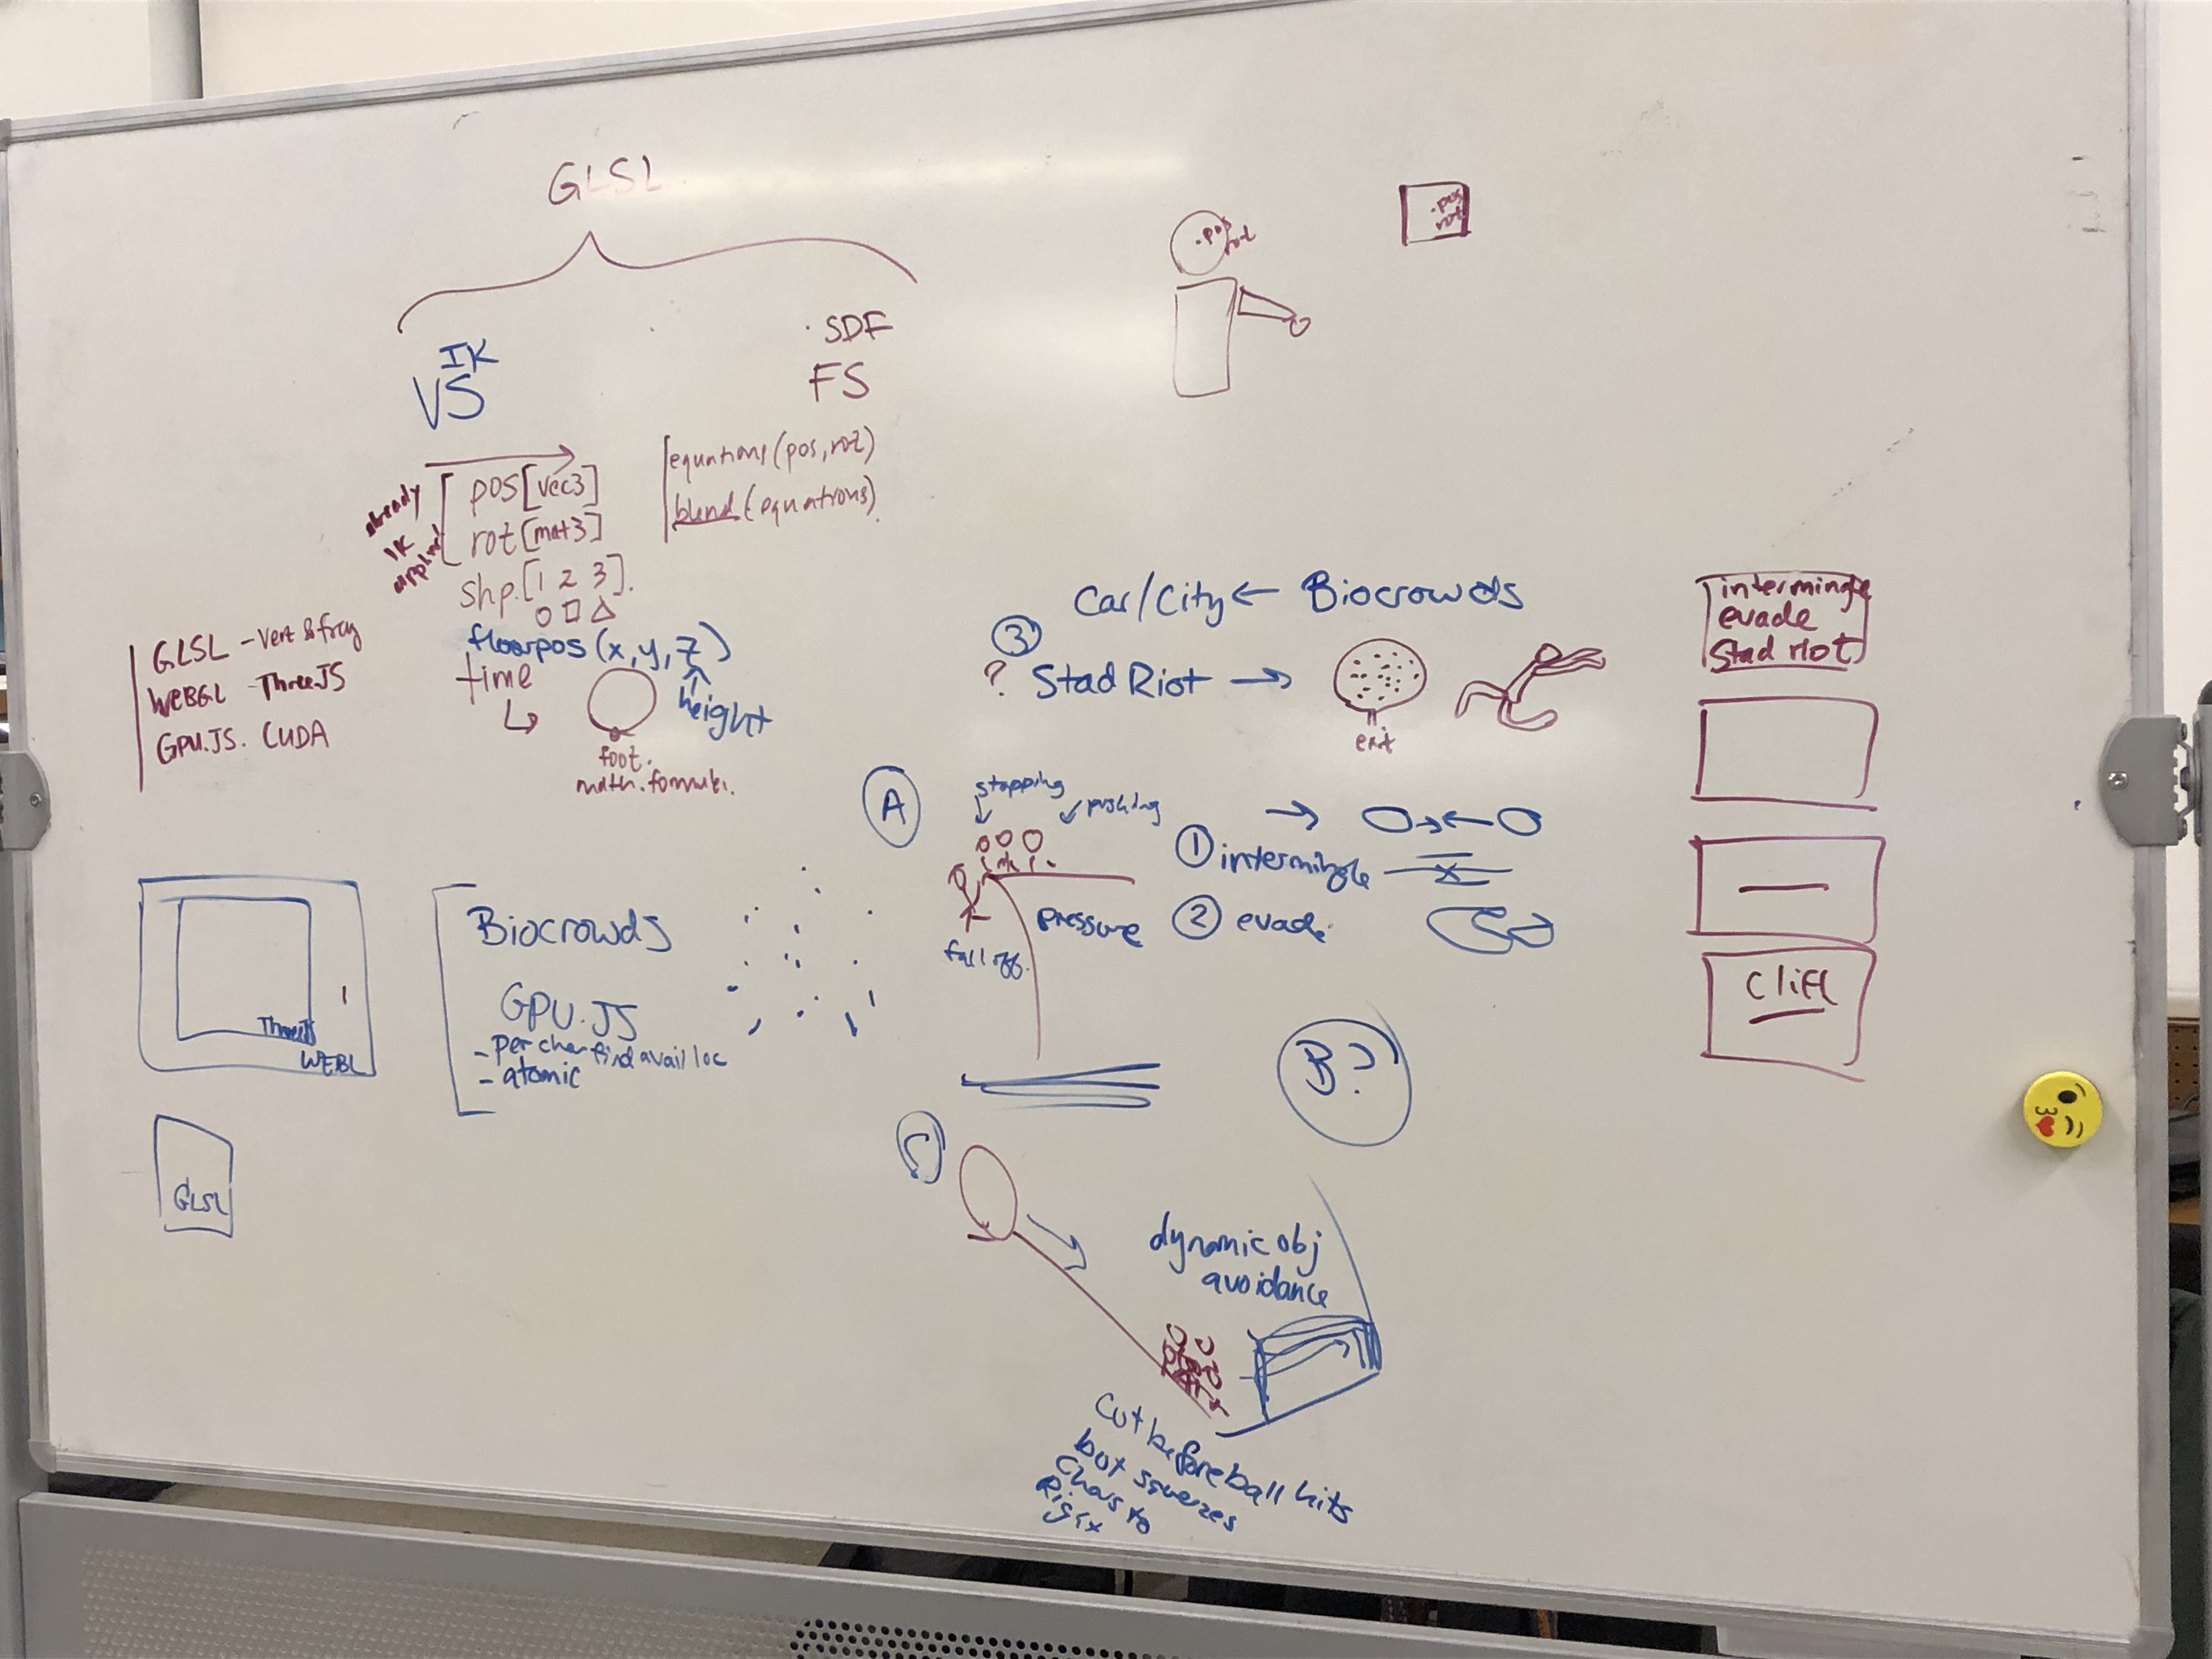 GLSL
.pos
rot
.pos
rot
IK
VS
. SDF
FS
already
IK
applied
pos[vec3]
rot[mat3]
shp.[1 2 3].
floorpos(x,y,z)
height
time
foot.
math.formula.
equations(pos,rot)
blend(equations).
GLSL - Vert & frag
WEBGL - ThreeJS
GPU.JS. CUDA
Car/City ← Biocrowds
③
? Stad Riot →
exit
intermingle
evade
Stad riot
A
stopping
pushing
fall off.
pressure
① intermingle
② evade
Cliff
ThreeJS
WEBL
GLSL
Biocrowds
GPU.JS
- per char find avail loc
- atomic
B?
C
dynamic obj
avoidance
Cut before ball hits
but squeezes
Chars to